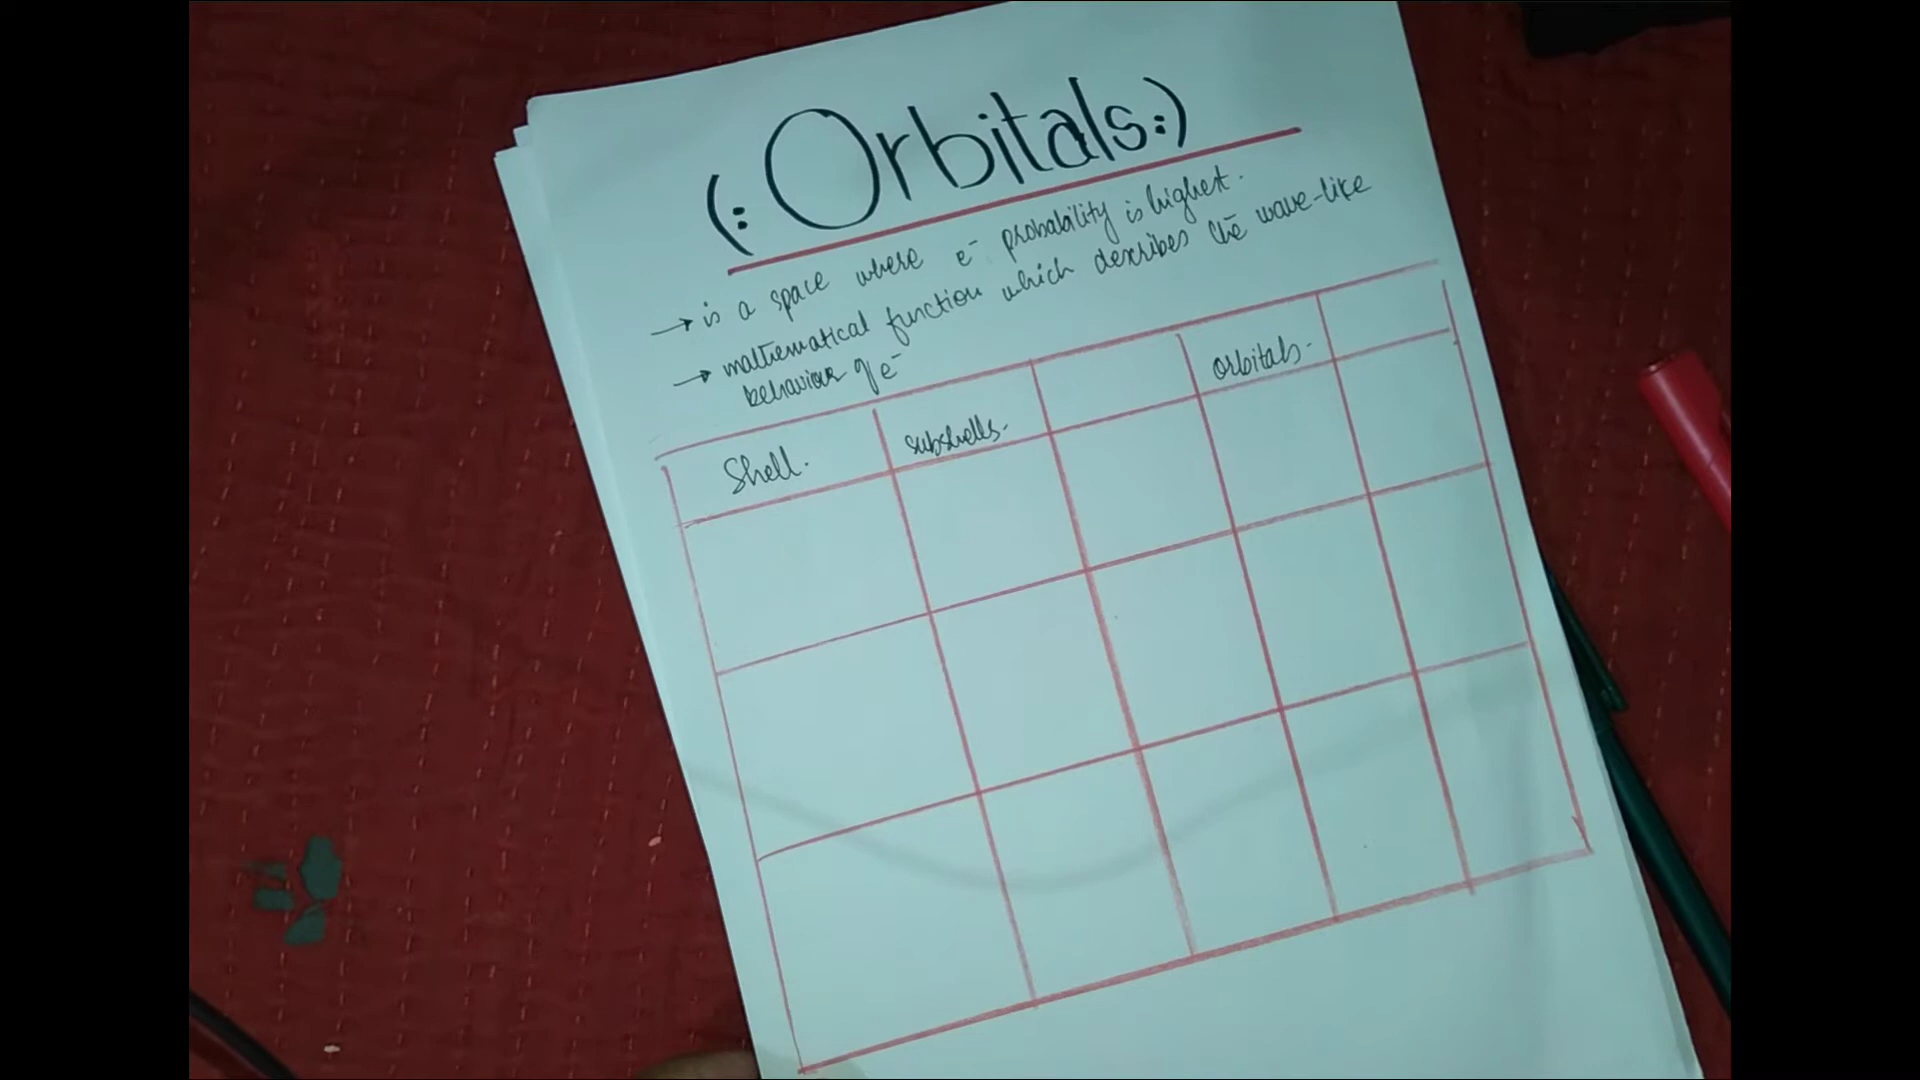 (: Orbitals :)
→ is a space where e⁻ probability is highest.
→ mathematical function which describes the wave-like
behaviour of e⁻
Shell. subshells. orbitals.